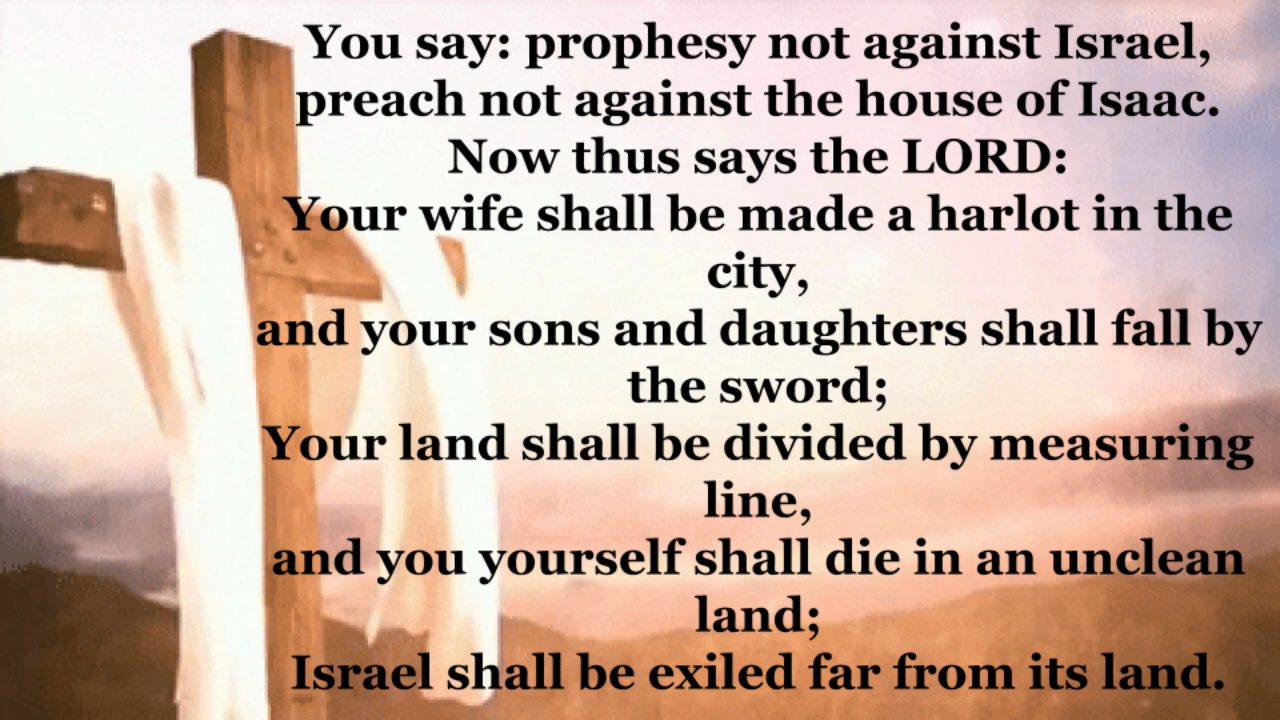 You say: prophesy not against Israel,
preach not against the house of Isaac.
Now thus says the LORD:
Your wife shall be made a harlot in the
city,
and your sons and daughters shall fall by
the sword;
Your land shall be divided by measuring
line,
and you yourself shall die in an unclean
land;
Israel shall be exiled far from its land.